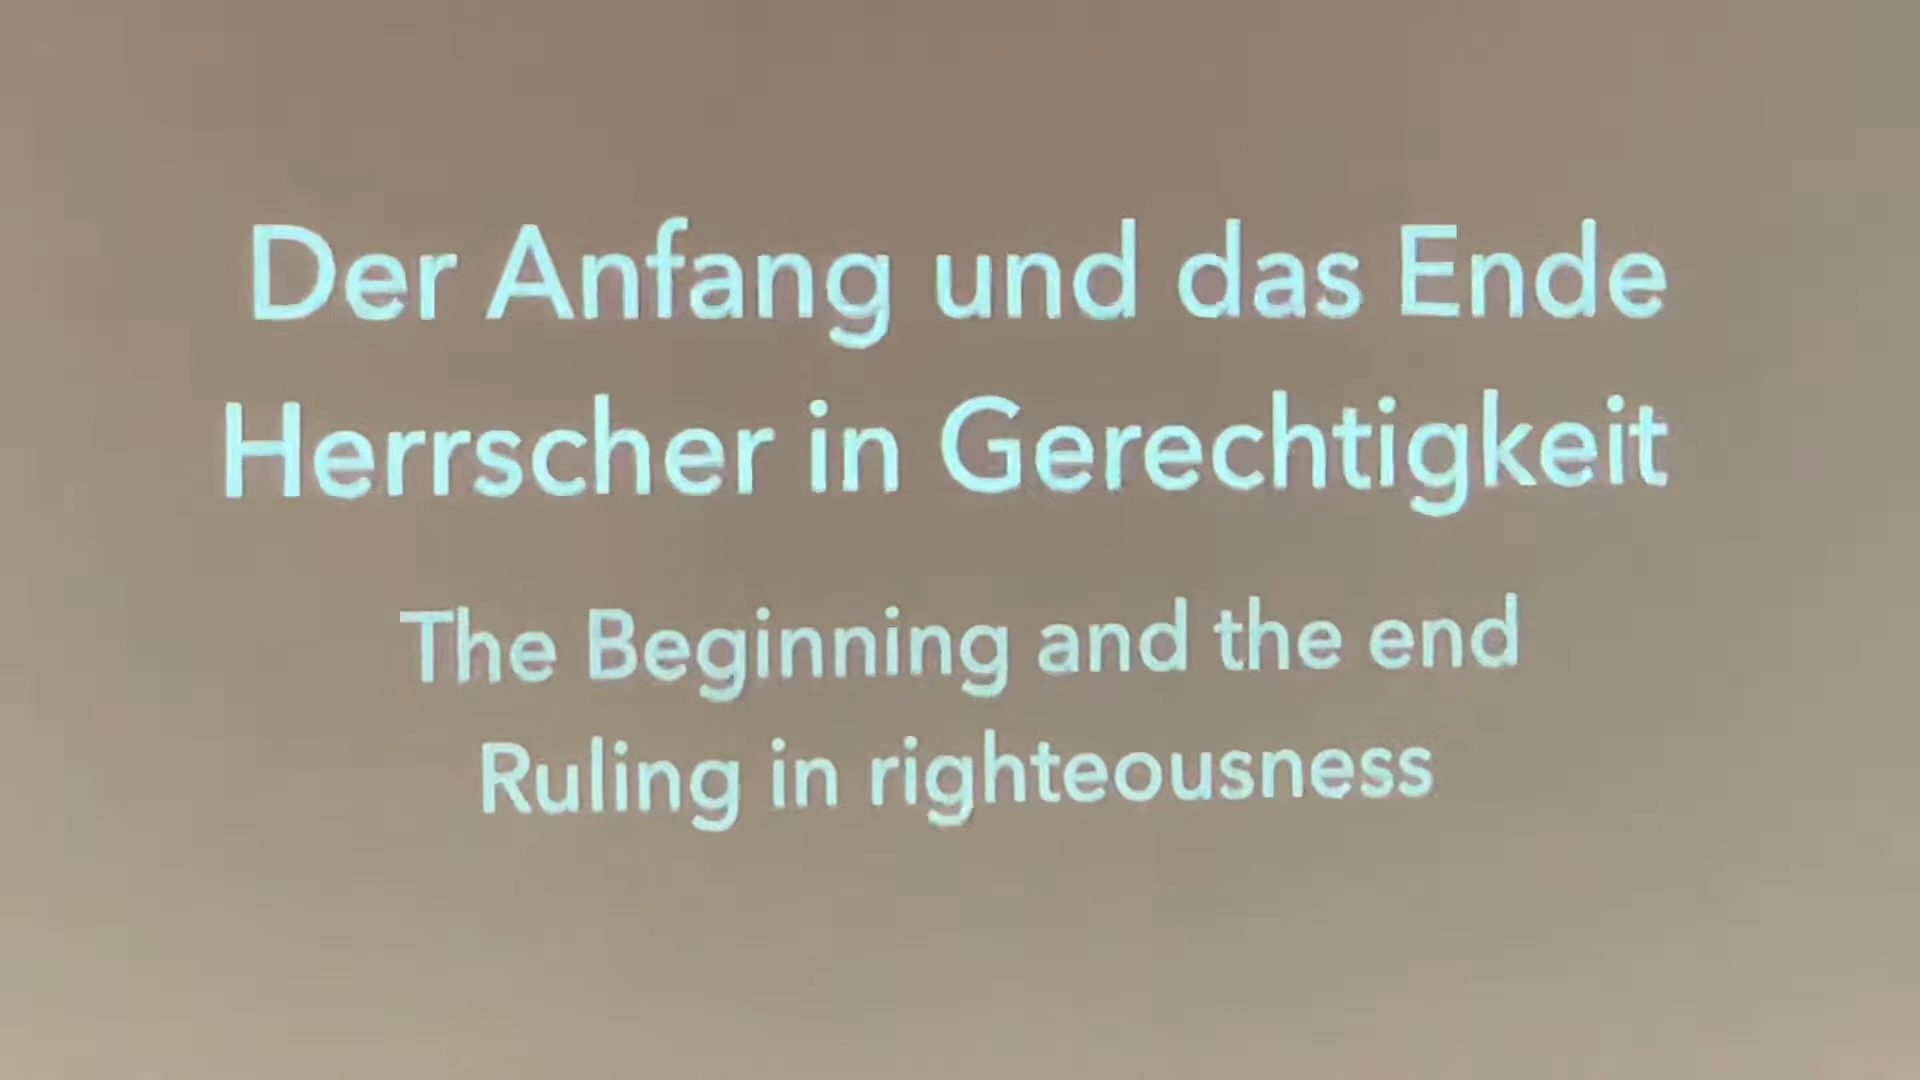 Der Anfang und das Ende
Herrscher in Gerechtigkeit
The Beginning and the end
Ruling in righteousness